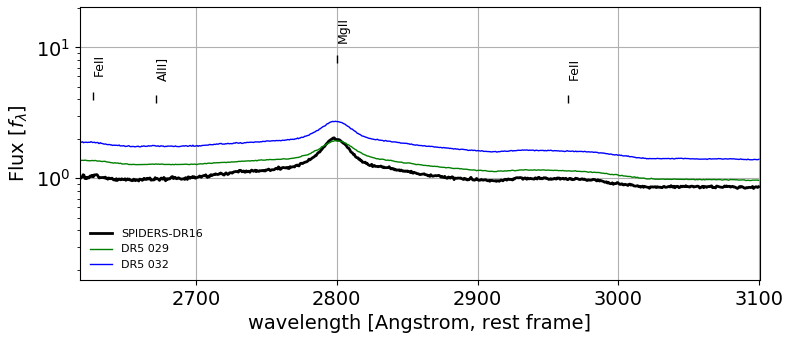 MgII
FeII
AlII]
FeII
10¹
10⁰
Flux [fλ]
SPIDERS-DR16
DR5 029
DR5 032
2700 2800 2900 3000 3100
wavelength [Angstrom, rest frame]